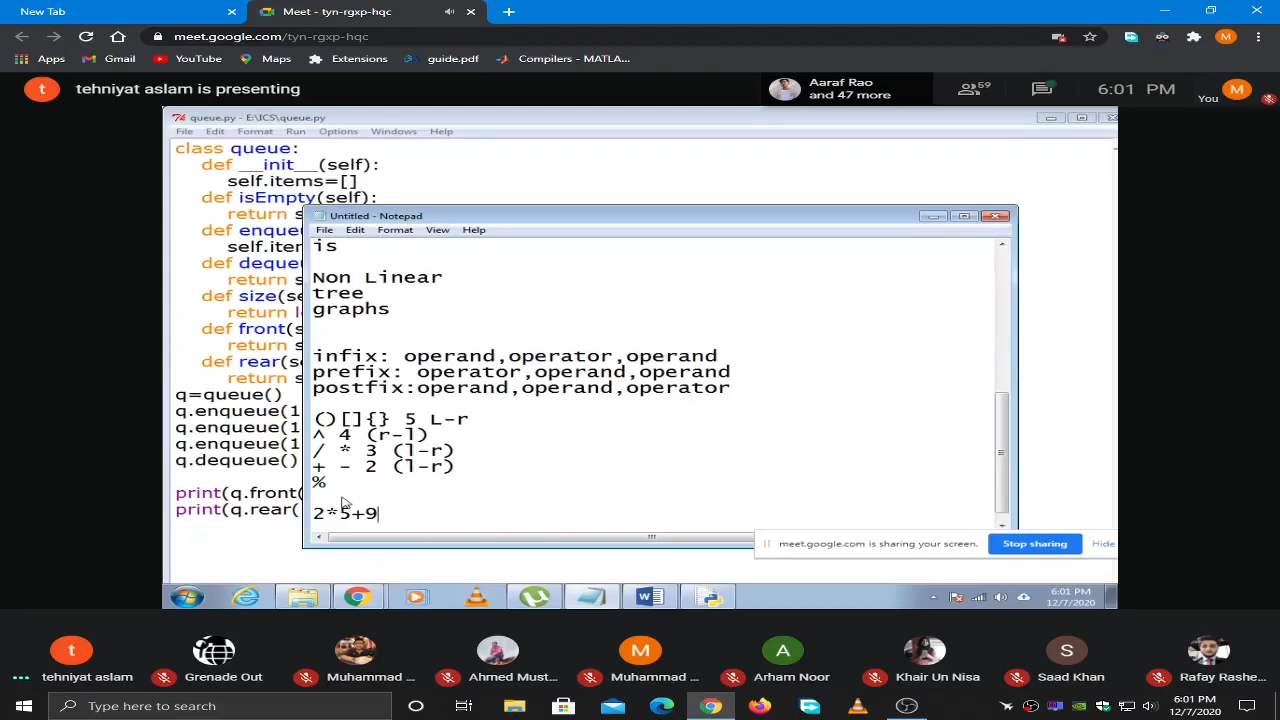 New Tab
Meet - tyn-rgxp-hqc
meet.google.com/tyn-rgxp-hqc
Apps
Gmail
YouTube
Maps
Extensions
guide.pdf
Compilers - MATLA...
t
tehniyat aslam is presenting
Aaraf Rao
and 47 more
59
6:01 PM
You
M
queue.py - E:\ICS\queue.py
File Edit Format Run Options Windows Help
class queue:
def __init__(self):
self.items=[]
def isEmpty(self):
return s
def enque
self.item
def deque
return s
def size(se
return l
def front(s
return s
def rear(se
return s
q=queue()
q.enqueue(1
q.enqueue(1
q.enqueue(1
q.dequeue()
print(q.front(
print(q.rear(
Untitled - Notepad
File Edit Format View Help
is
Non Linear
tree
graphs
infix: operand,operator,operand
prefix: operator,operand,operand
postfix:operand,operand,operator
()[]{} 5 L-r
^ 4 (r-l)
/ * 3 (l-r)
+ - 2 (l-r)
%
2*5+9
meet.google.com is sharing your screen.
Stop sharing
Hide
6:01 PM
12/7/2020
t
M
A
S
tehniyat aslam
Grenade Out
Muhammad ...
Ahmed Must...
Muhammad ...
Arham Noor
Khair Un Nisa
Saad Khan
Rafay Rashe...
Type here to search
6:01 PM
12/7/2020